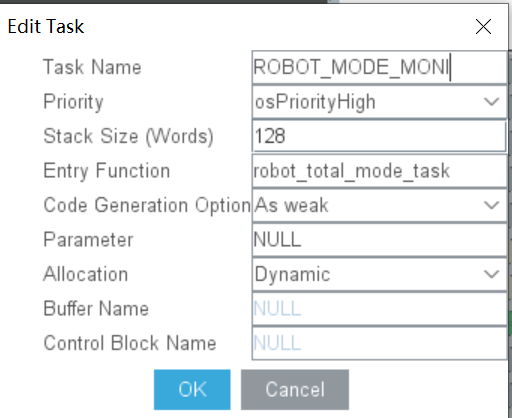 Edit Task
Task Name ROBOT_MODE_MONI
Priority osPriorityHigh
Stack Size (Words) 128
Entry Function robot_total_mode_task
Code Generation Option As weak
Parameter NULL
Allocation Dynamic
Buffer Name NULL
Control Block Name NULL
OK Cancel